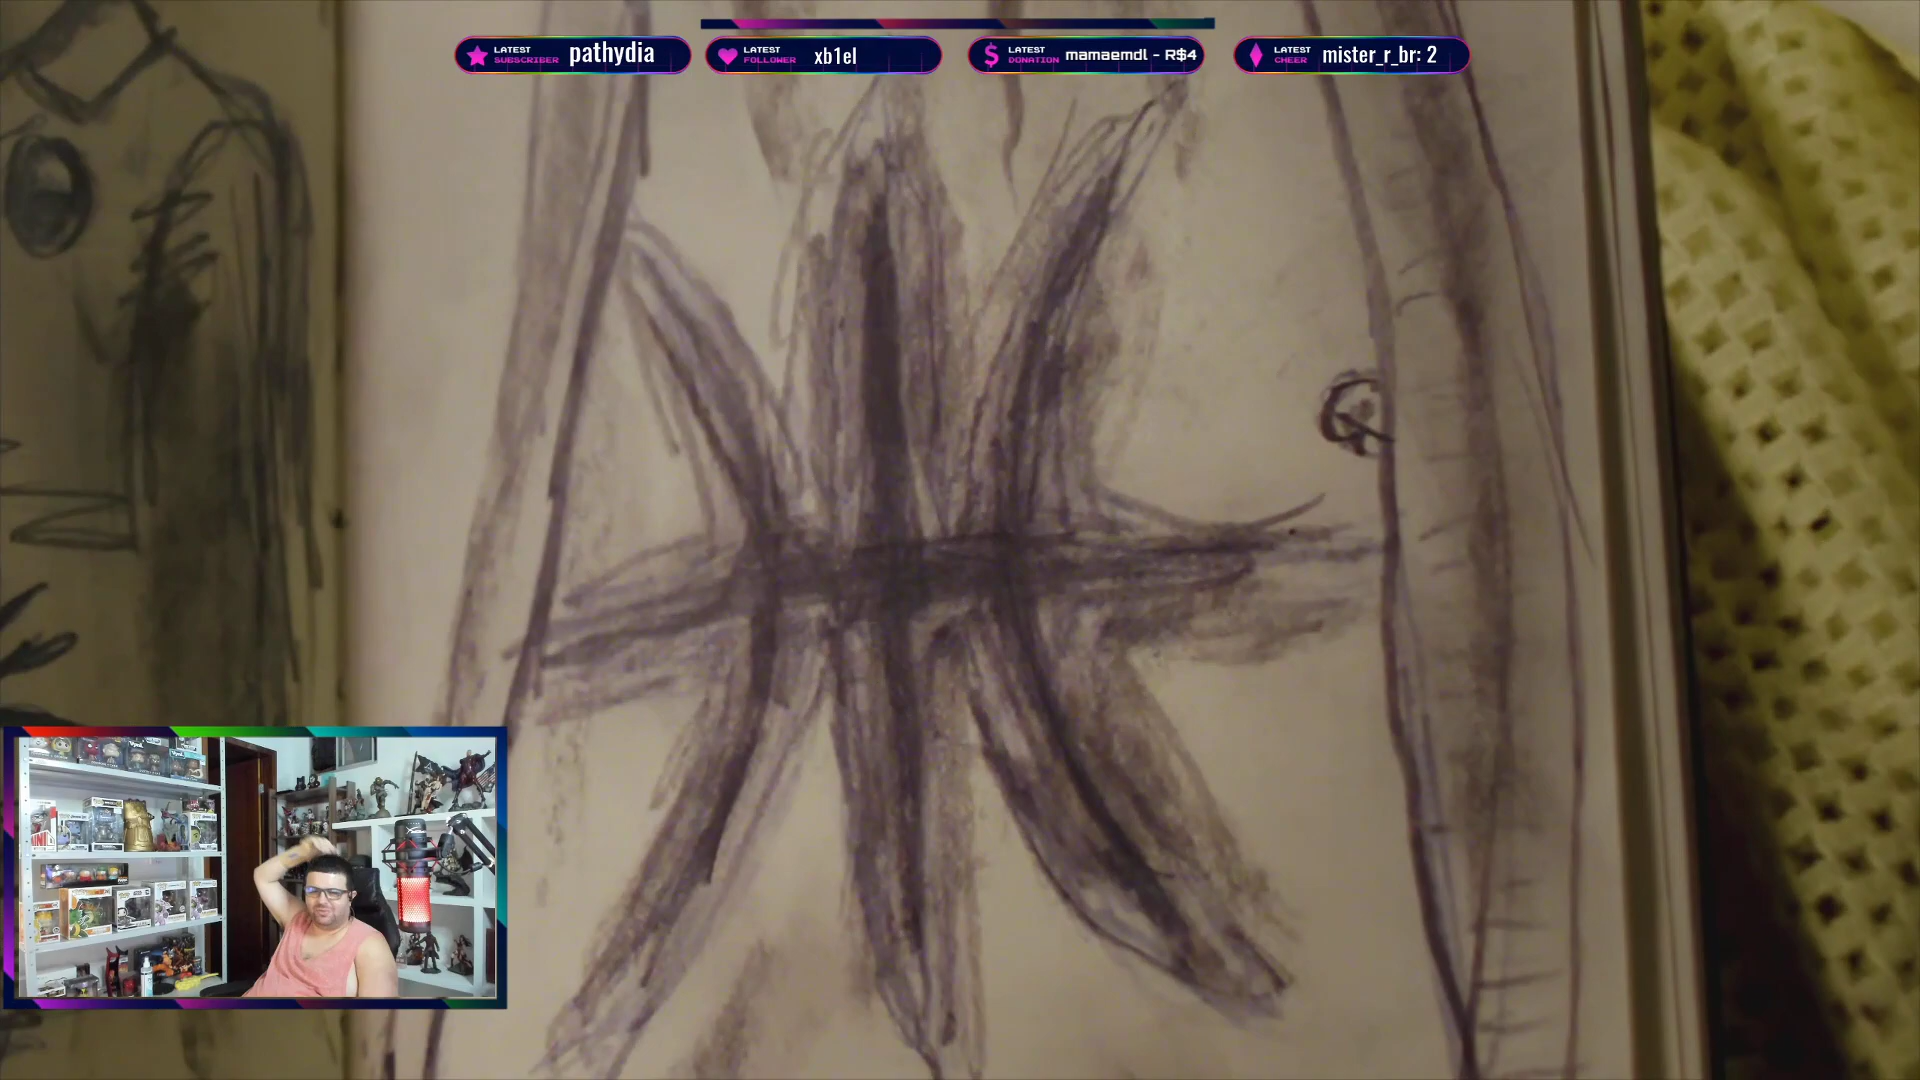 LATEST SUBSCRIBER pathydia
LATEST FOLLOWER xb1el
LATEST DONATION mamaemdl - R$4
LATEST CHEER mister_r_br: 2